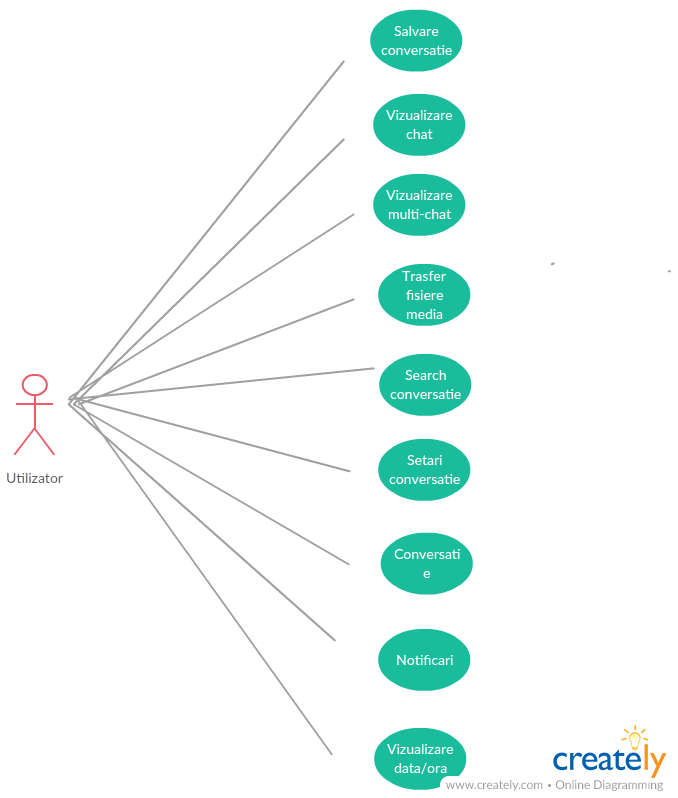 Salvare
conversatie
Vizualizare
chat
Vizualizare
multi-chat
Trasfer
fisiere
media
Search
conversatie
Setari
conversatie
Conversati
e
Notificari
Vizualizare
data/ora
Utilizator
creately
www.creately.com • Online Diagramming